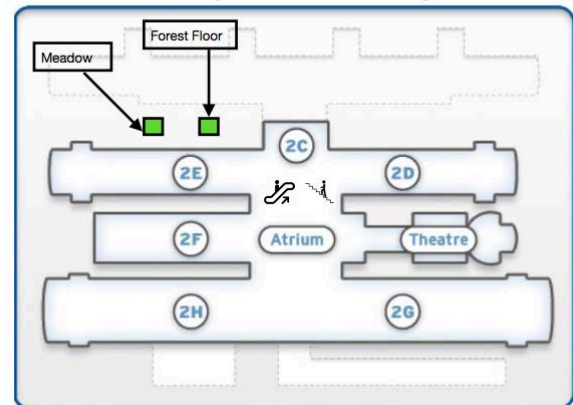 Forest Floor
Meadow
2C
2E
2D
2F
Atrium
Theatre
2H
2G